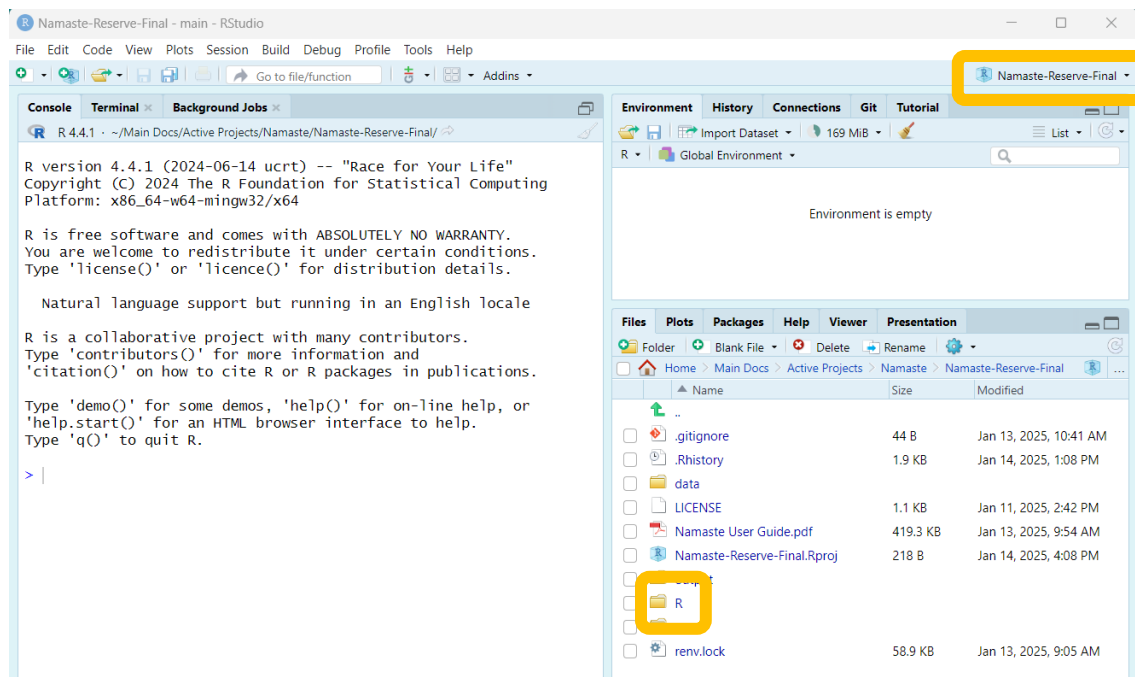 Namaste-Reserve-Final - main - RStudio
File Edit Code View Plots Session Build Debug Profile Tools Help
Go to file/function Addins Namaste-Reserve-Final
Console Terminal Background Jobs
R 4.4.1 · ~/Main Docs/Active Projects/Namaste/Namaste-Reserve-Final/
R version 4.4.1 (2024-06-14 ucrt) -- "Race for Your Life"
Copyright (C) 2024 The R Foundation for Statistical Computing
Platform: x86_64-w64-mingw32/x64
R is free software and comes with ABSOLUTELY NO WARRANTY.
You are welcome to redistribute it under certain conditions.
Type 'license()' or 'licence()' for distribution details.
Natural language support but running in an English locale
R is a collaborative project with many contributors.
Type 'contributors()' for more information and
'citation()' on how to cite R or R packages in publications.
Type 'demo()' for some demos, 'help()' for on-line help, or
'help.start()' for an HTML browser interface to help.
Type 'q()' to quit R.
>
Environment History Connections Git Tutorial
Import Dataset 169 MiB List
R Global Environment
Environment is empty
Files Plots Packages Help Viewer Presentation
Folder Blank File Delete Rename
Home > Main Docs > Active Projects > Namaste > Namaste-Reserve-Final ...
Name Size Modified
..
.gitignore 44 B Jan 13, 2025, 10:41 AM
.Rhistory 1.9 KB Jan 14, 2025, 1:08 PM
data
LICENSE 1.1 KB Jan 11, 2025, 2:42 PM
Namaste User Guide.pdf 419.3 KB Jan 13, 2025, 9:54 AM
Namaste-Reserve-Final.Rproj 218 B Jan 14, 2025, 4:08 PM
R
renv.lock 58.9 KB Jan 13, 2025, 9:05 AM